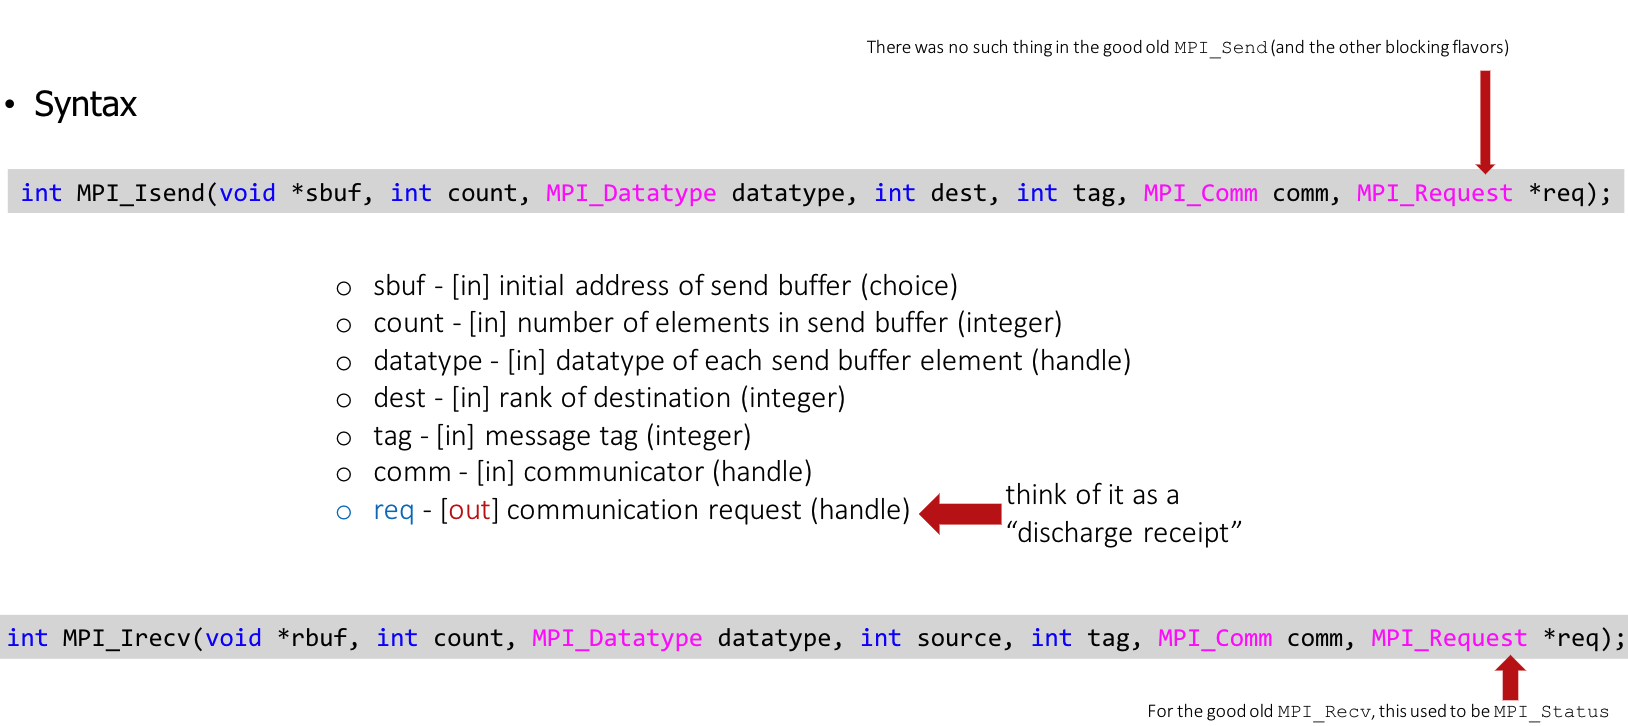 There was no such thing in the good old MPI_Send (and the other blocking flavors)
• Syntax
int MPI_Isend(void *sbuf, int count, MPI_Datatype datatype, int dest, int tag, MPI_Comm comm, MPI_Request *req);
o sbuf - [in] initial address of send buffer (choice)
o count - [in] number of elements in send buffer (integer)
o datatype - [in] datatype of each send buffer element (handle)
o dest - [in] rank of destination (integer)
o tag - [in] message tag (integer)
o comm - [in] communicator (handle)
o req - [out] communication request (handle)
think of it as a
“discharge receipt”
int MPI_Irecv(void *rbuf, int count, MPI_Datatype datatype, int source, int tag, MPI_Comm comm, MPI_Request *req);
For the good old MPI_Recv, this used to be MPI_Status